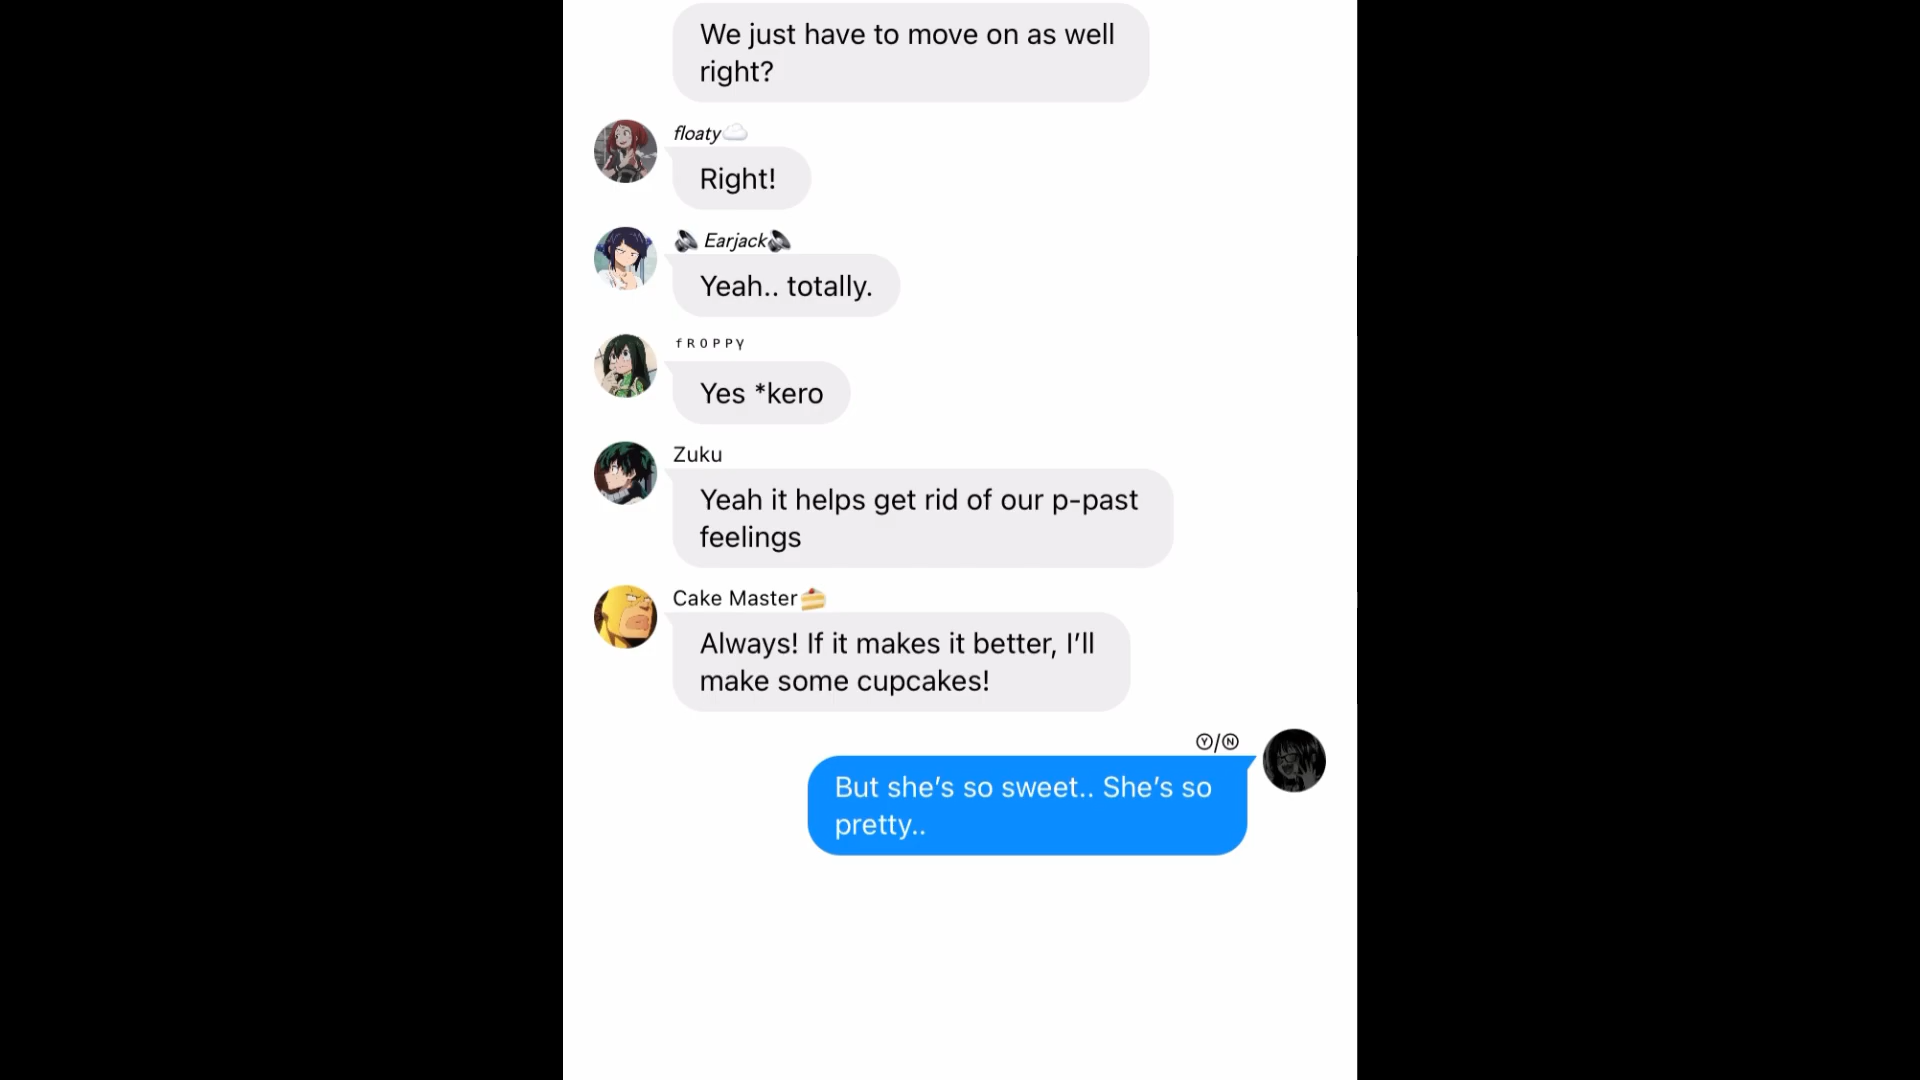 We just have to move on as well
right?
floaty☁️
Right!
🔊 Earjack🔊
Yeah.. totally.
fROPPY
Yes *kero
Zuku
Yeah it helps get rid of our p-past
feelings
Cake Master🍰
Always! If it makes it better, I’ll
make some cupcakes!
Ⓨ/Ⓝ
But she’s so sweet.. She’s so
pretty..